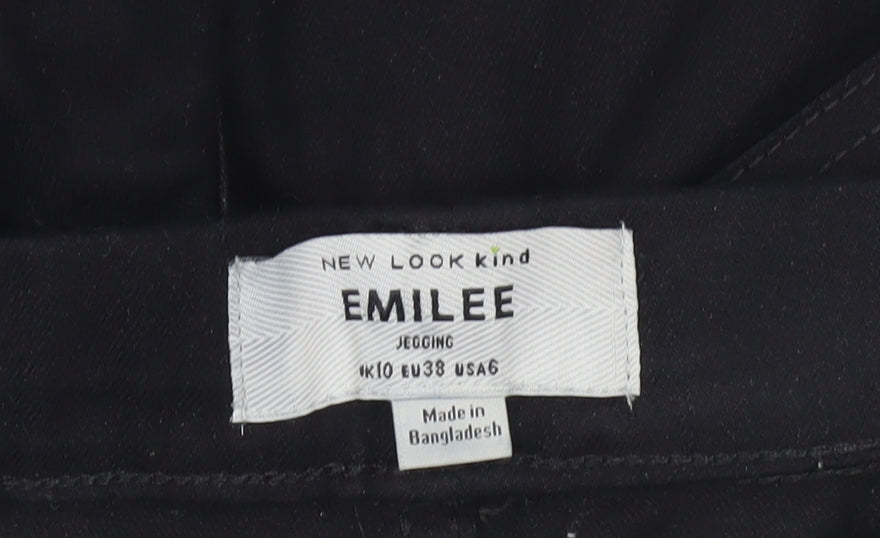 NEW LOOK kind
EMILEE
JEGGING
UK10 EU38 USA6
Made in
Bangladesh